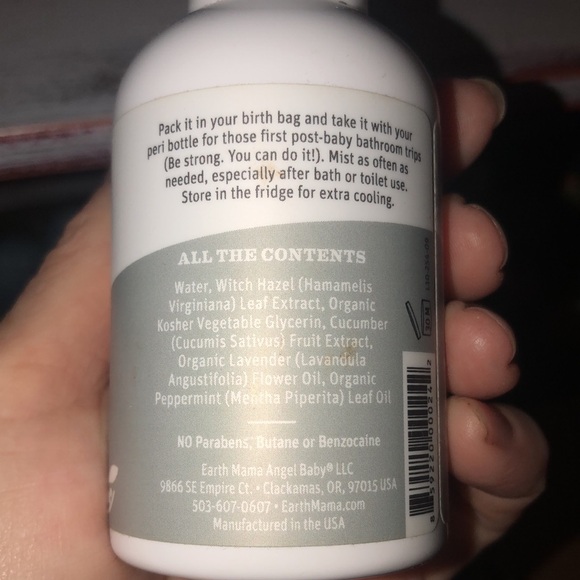 Pack it in your birth bag and take it with your
peri bottle for those first post-baby bathroom trips
(Be strong. You can do it!). Mist as often as
needed, especially after bath or toilet use.
Store in the fridge for extra cooling.
ALL THE CONTENTS
Water, Witch Hazel (Hamamelis
Virginiana) Leaf Extract, Organic
Kosher Vegetable Glycerin, Cucumber
(Cucumis Sativus) Fruit Extract,
Organic Lavender (Lavandula
Angustifolia) Flower Oil, Organic
Peppermint (Mentha Piperita) Leaf Oil
NO Parabens, Butane or Benzocaine
Earth Mama Angel Baby® LLC
9866 SE Empire Ct. • Clackamas, OR, 97015 USA
503-607-0607 • EarthMama.com
Manufactured in the USA